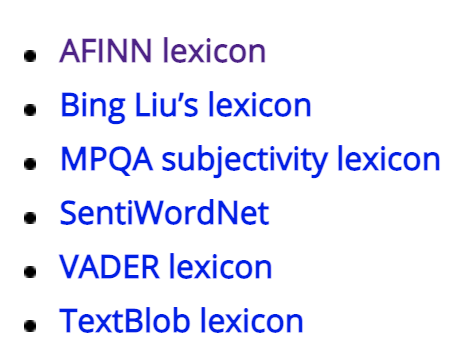 AFINN lexicon
Bing Liu’s lexicon
MPQA subjectivity lexicon
SentiWordNet
VADER lexicon
TextBlob lexicon